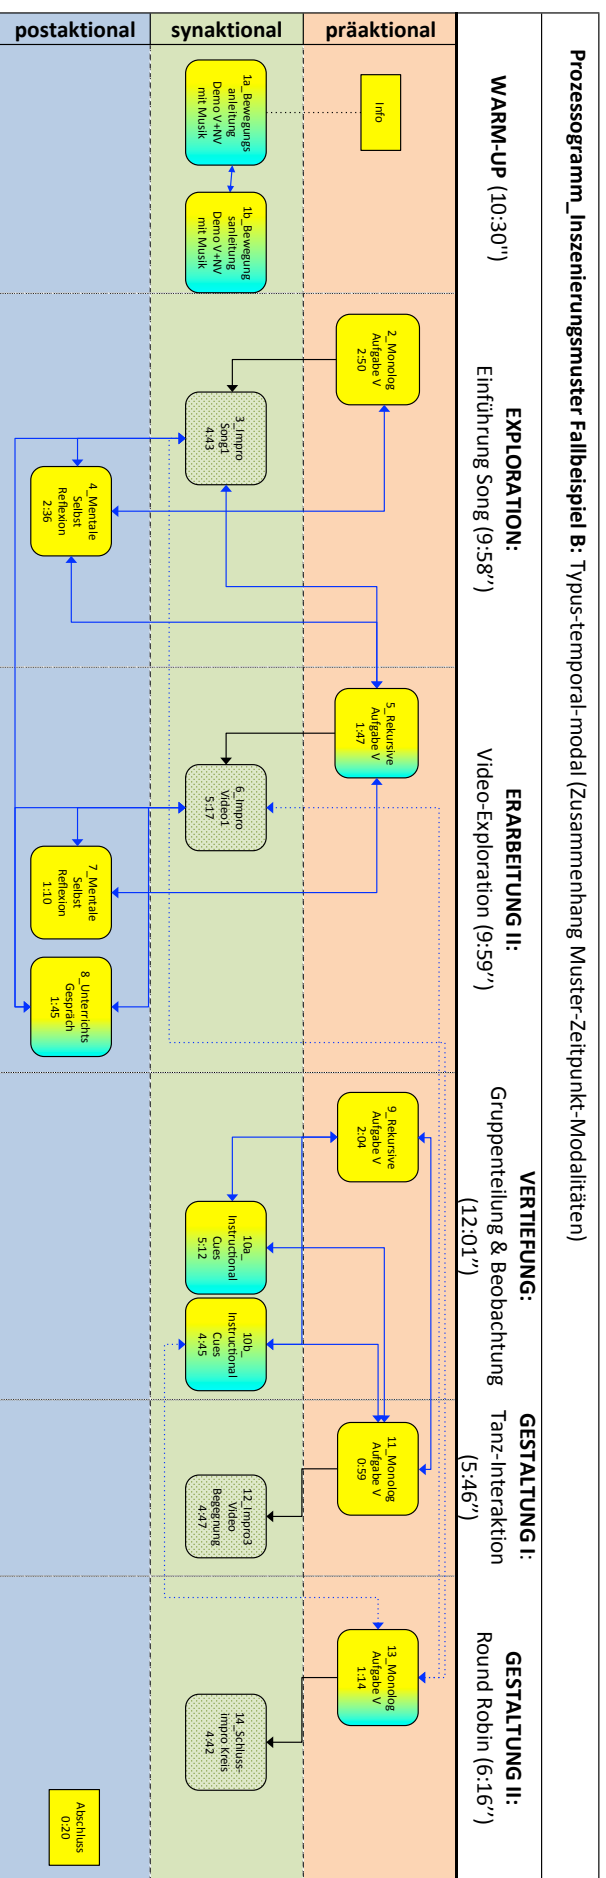 Prozessogramm_Inszenierungsmuster Fallbeispiel B: Typus-temporal-modal (Zusammenhang Muster-Zeitpunkt-Modalitäten)
WARM-UP (10:30'')
EXPLORATION:
Einführung Song (9:58’’)
ERARBEITUNG II:
Video-Exploration (9:59’’)
VERTIEFUNG:
Gruppenteilung & Beobachtung
(12:01’’)
GESTALTUNG I:
Tanz-Interaktion
(5:46’’)
GESTALTUNG II:
Round Robin (6:16’’)
präaktional
Info
2_Monolog
Aufgabe V
2:50
5_Rekursive
Aufgabe V
1:47
9_Rekursive
Aufgabe V
2:04
11_Monolog
Aufgabe V
0:59
13_Monolog
Aufgabe V
1:14
synaktional
1a_Bewegungs
anleitung
Demo V+NV
mit Musik
1b_Bewegung
sanleitung
Demo V+NV
mit Musik
3_Impro
Song1
4:43
6_Impro
Video1
5:17
10a_
Instructional
Cues
5:12
10b_
Instructional
Cues
4:45
12_Impro3
Video
Begegnung
4:47
14_Schluss-
impro Kreis
4:42
postaktional
4_Mentale
Selbst
Reflexion
2:36
7_Mentale
Selbst
Reflexion
1:10
8_Unterrichts
Gespräch
1:45
Abschluss
0:20